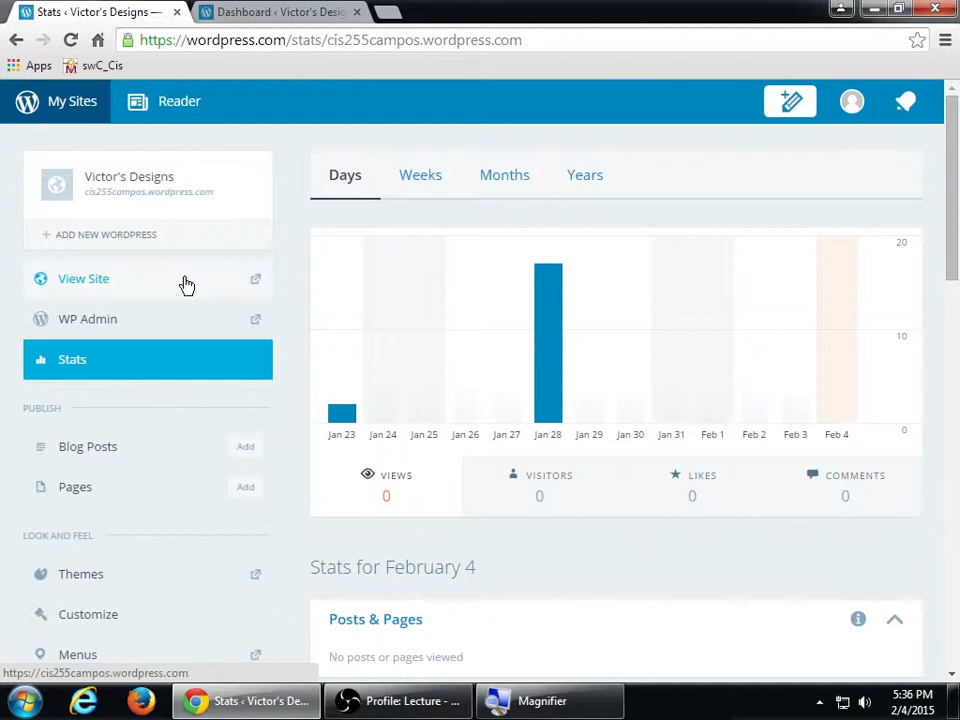 Stats ‹ Victor's Designs —
Dashboard ‹ Victor's Desig
https://wordpress.com/stats/cis255campos.wordpress.com
Apps
swC_Cis
My Sites
Reader
Victor's Designs
cis255campos.wordpress.com
+ ADD NEW WORDPRESS
View Site
WP Admin
Stats
PUBLISH
Blog Posts
Add
Pages
Add
LOOK AND FEEL
Themes
Customize
Menus
Days
Weeks
Months
Years
20
10
0
Jan 23
Jan 24
Jan 25
Jan 26
Jan 27
Jan 28
Jan 29
Jan 30
Jan 31
Feb 1
Feb 2
Feb 3
Feb 4
VIEWS
0
VISITORS
0
LIKES
0
COMMENTS
0
Stats for February 4
Posts & Pages
No posts or pages viewed
https://cis255campos.wordpress.com
Stats ‹ Victor's De...
Profile: Lecture - ...
Magnifier
5:36 PM
2/4/2015